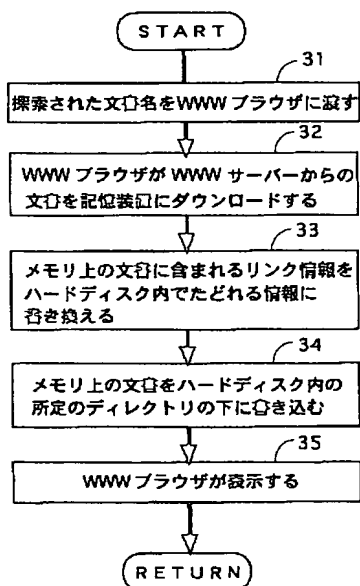 START
31
探索された文書名をWWWブラウザに渡す
32
WWWブラウザがWWWサーバーからの
文書を記憶装置にダウンロードする
33
メモリ上の文書に含まれるリンク情報を
ハードディスク内でたどれる情報に
書き換える
34
メモリ上の文書をハードディスク内の
所定のディレクトリの下に書き込む
35
WWWブラウザが表示する
RETURN